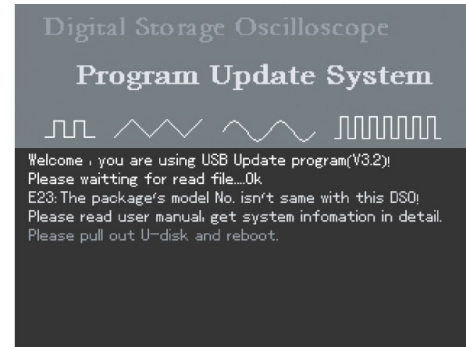 Digital Storage Oscilloscope
Program Update System
Welcome , you are using USB Update program(V3.2)!
Please waitting for read file....Ok
E23: The package's model No. isn't same with this DSO!
Please read user manual, get system infomation in detail.
Please pull out U-disk and reboot.